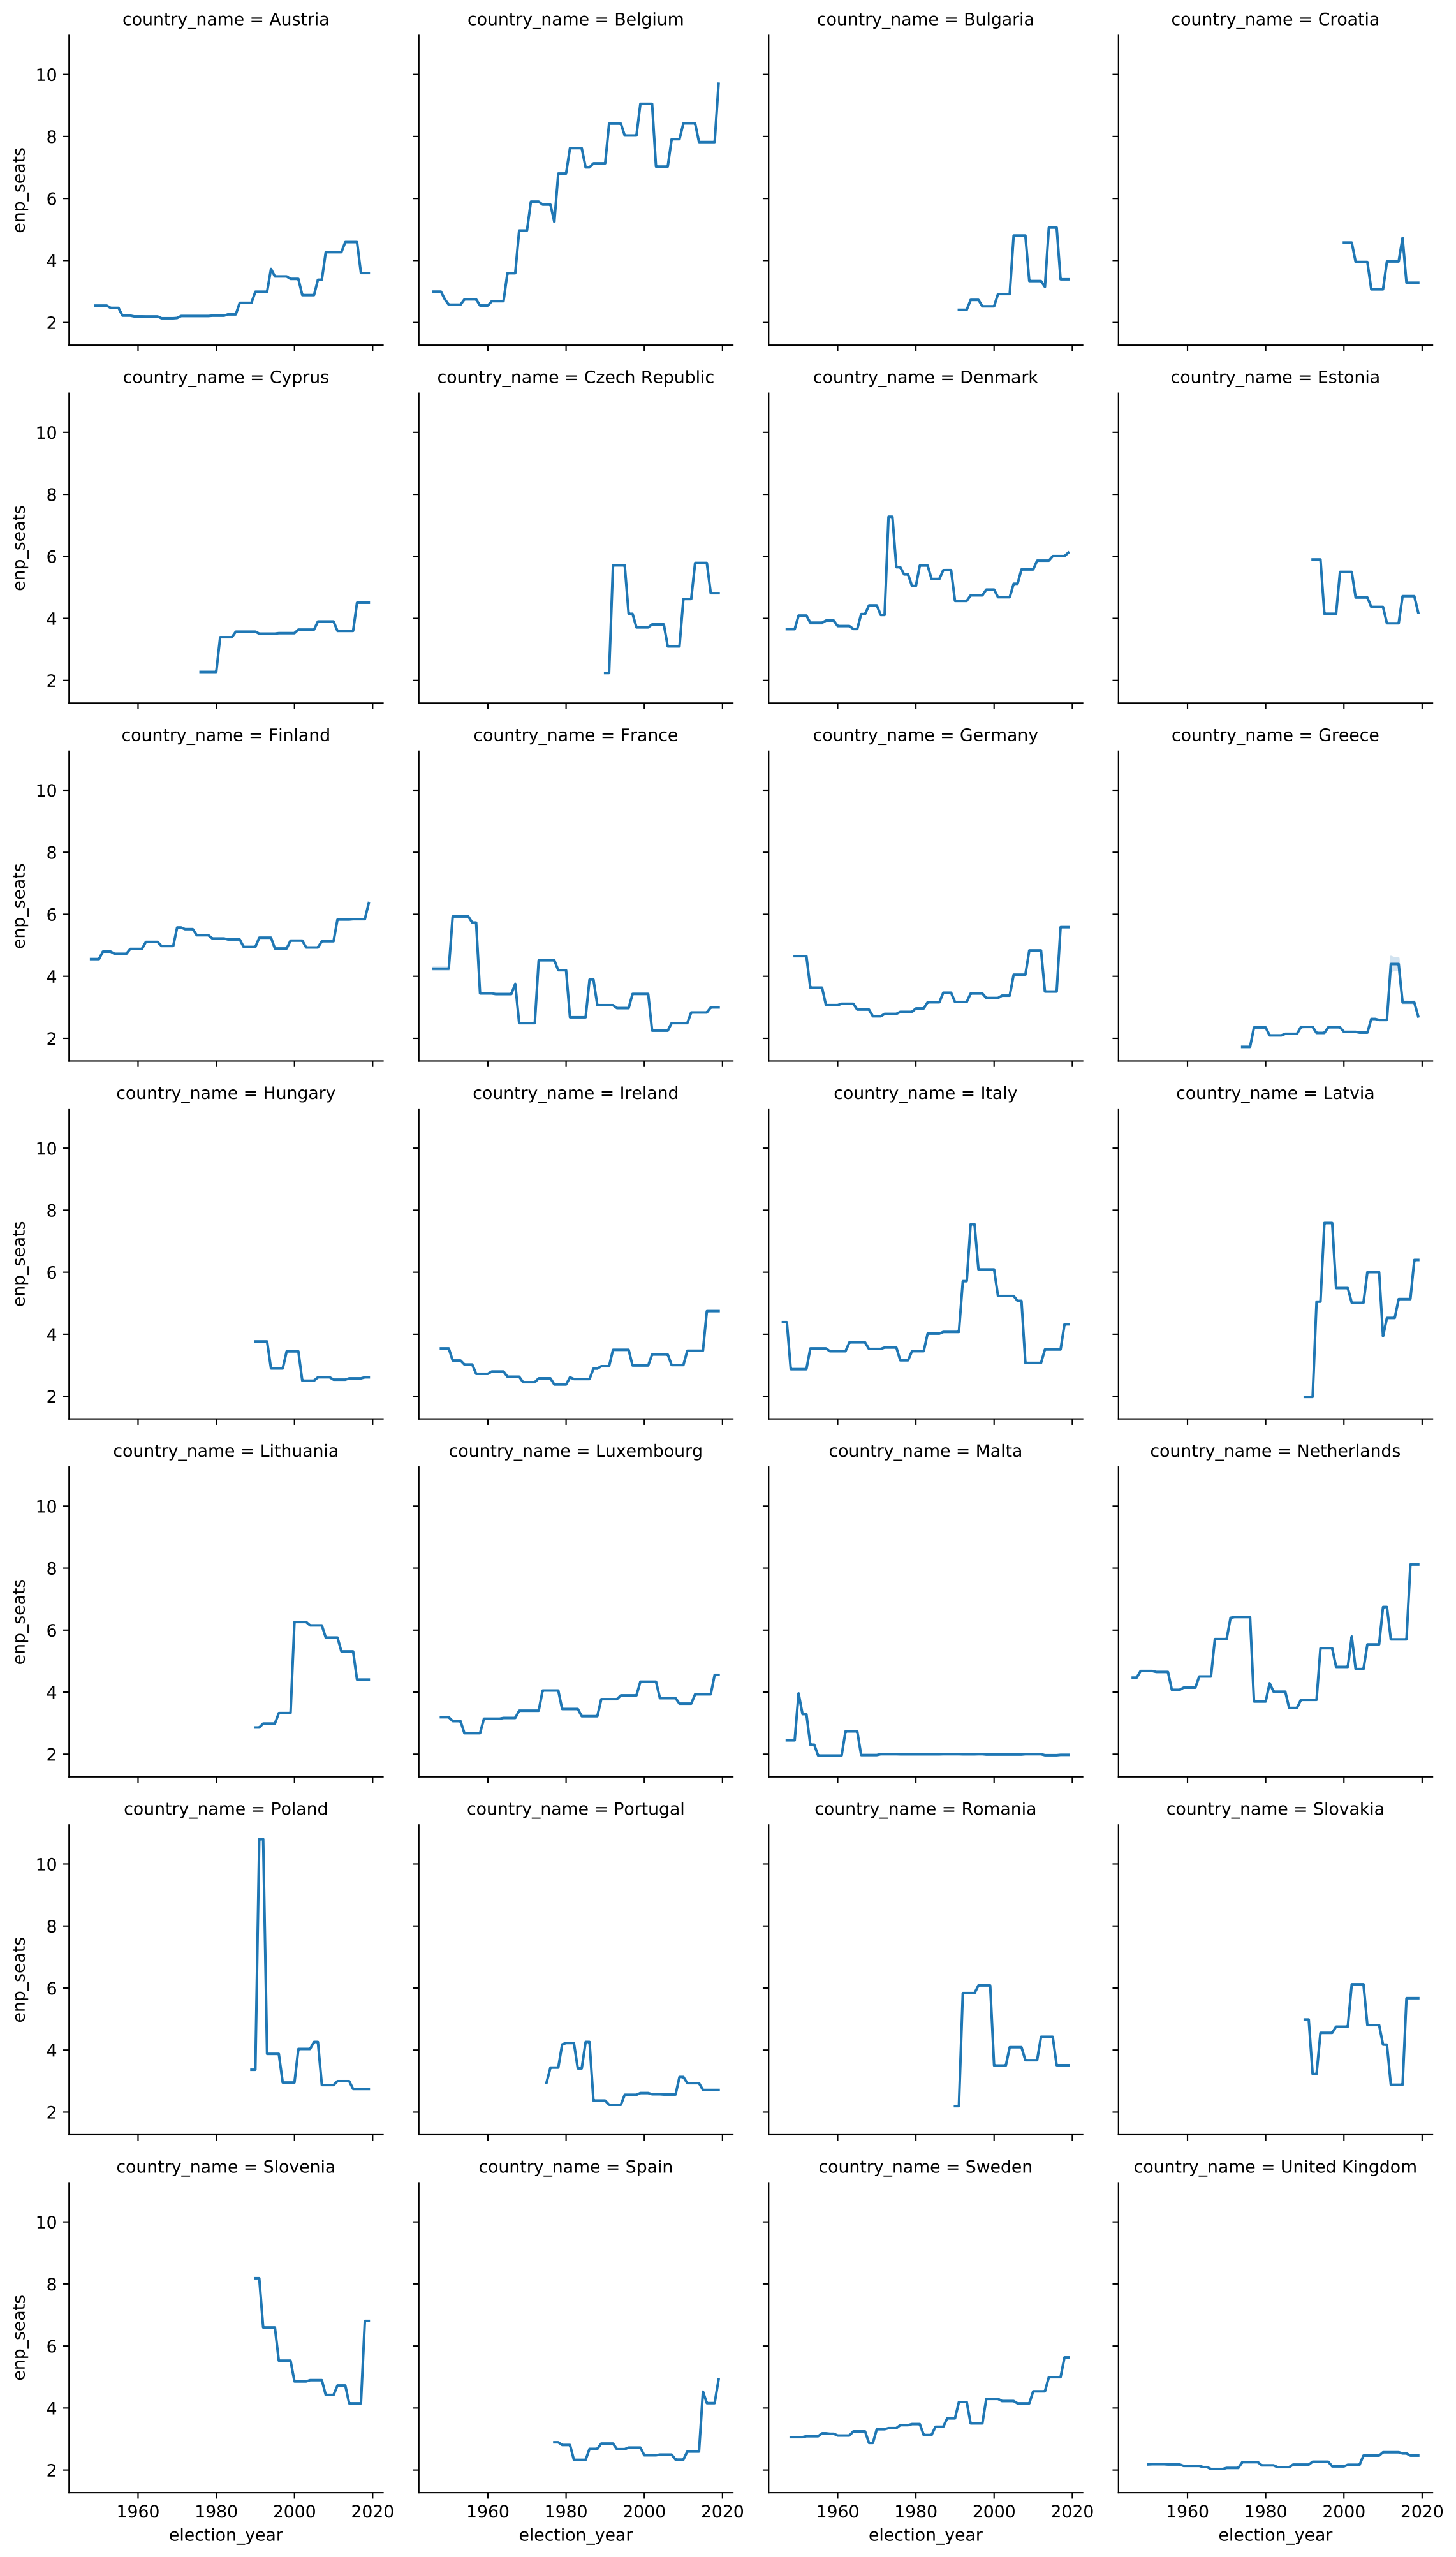 country_name = Austria
country_name = Belgium
country_name = Bulgaria
country_name = Croatia
10
8
6
4
2
enp_seats
country_name = Cyprus
country_name = Czech Republic
country_name = Denmark
country_name = Estonia
10
8
6
4
2
enp_seats
country_name = Finland
country_name = France
country_name = Germany
country_name = Greece
10
8
6
4
2
enp_seats
country_name = Hungary
country_name = Ireland
country_name = Italy
country_name = Latvia
10
8
6
4
2
enp_seats
country_name = Lithuania
country_name = Luxembourg
country_name = Malta
country_name = Netherlands
10
8
6
4
2
enp_seats
country_name = Poland
country_name = Portugal
country_name = Romania
country_name = Slovakia
10
8
6
4
2
enp_seats
country_name = Slovenia
country_name = Spain
country_name = Sweden
country_name = United Kingdom
10
8
6
4
2
enp_seats
1960 1980 2000 2020
1960 1980 2000 2020
1960 1980 2000 2020
1960 1980 2000 2020
election_year
election_year
election_year
election_year